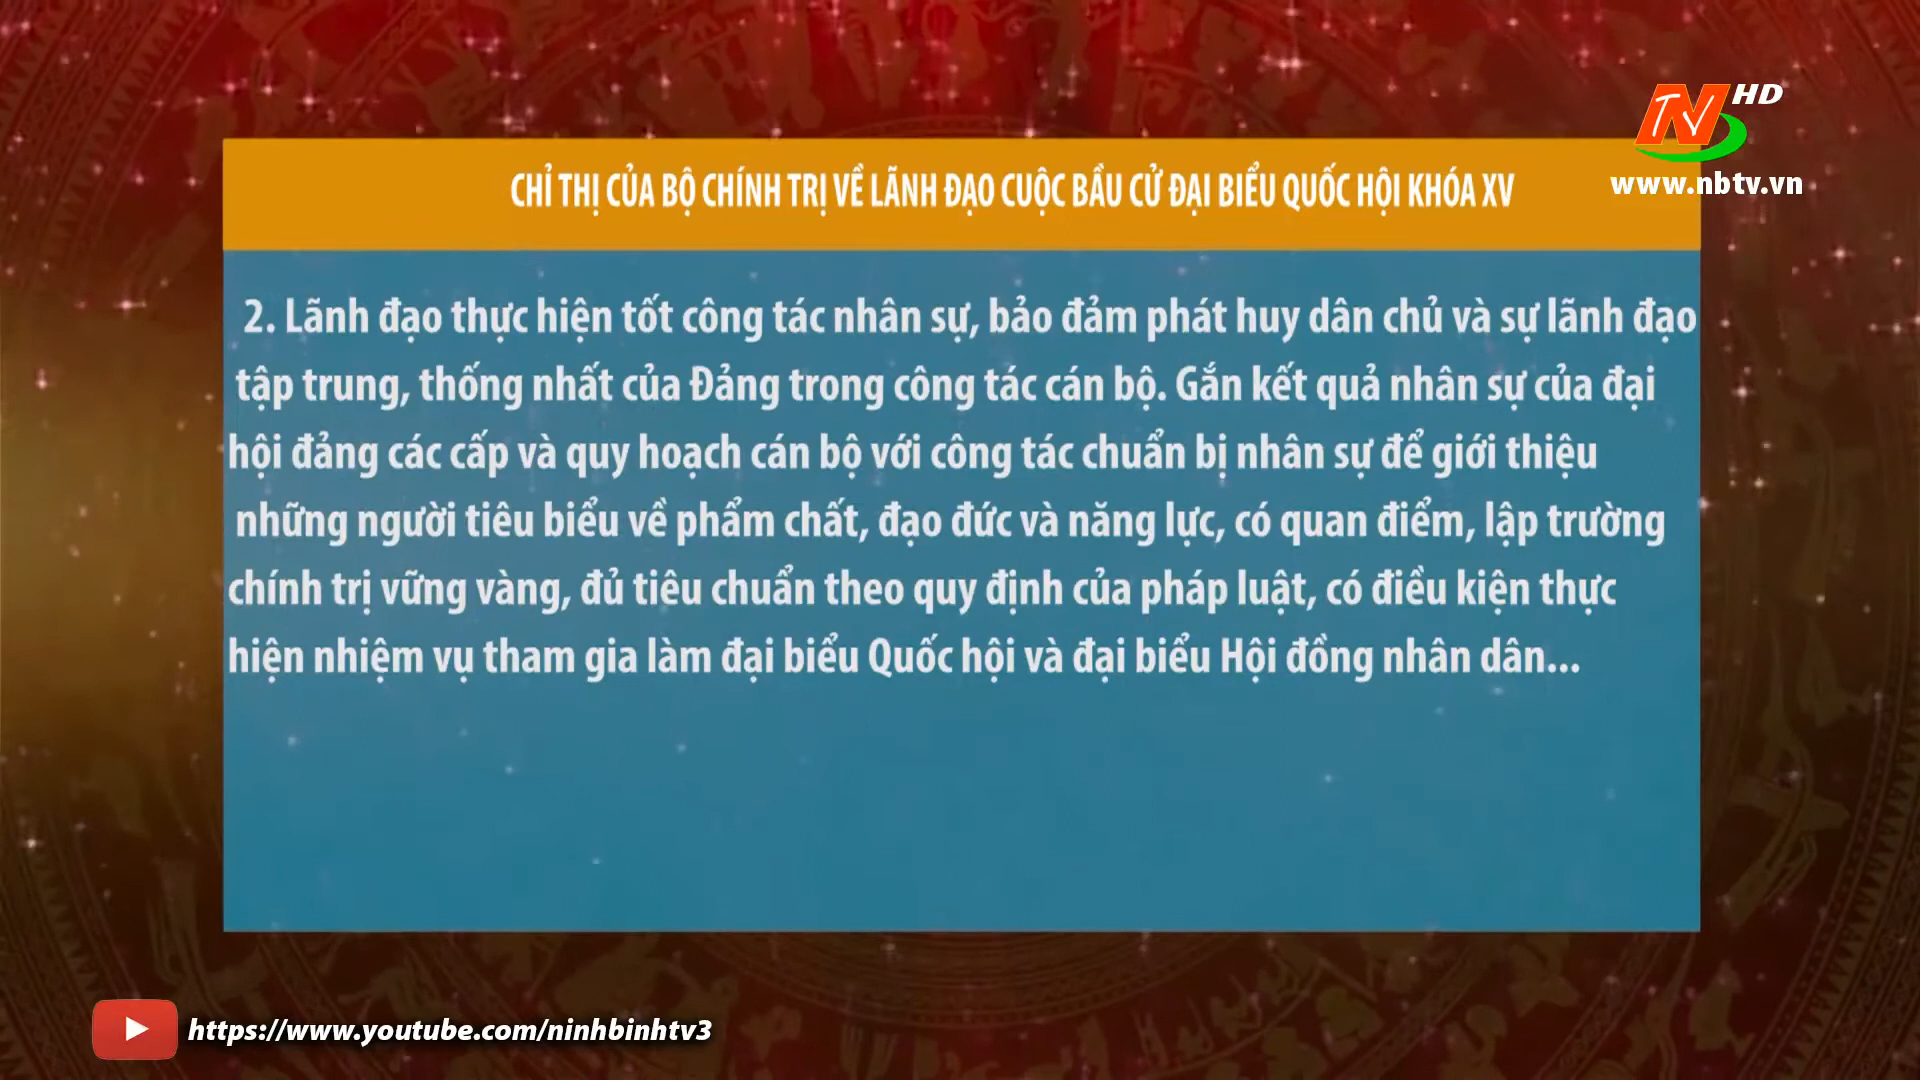 HD
www.nbtv.vn
CHỈ THỊ CỦA BỘ CHÍNH TRỊ VỀ LÃNH ĐẠO CUỘC BẦU CỬ ĐẠI BIỂU QUỐC HỘI KHÓA XV
2. Lãnh đạo thực hiện tốt công tác nhân sự, bảo đảm phát huy dân chủ và sự lãnh đạo
tập trung, thống nhất của Đảng trong công tác cán bộ. Gắn kết quả nhân sự của đại
hội đảng các cấp và quy hoạch cán bộ với công tác chuẩn bị nhân sự để giới thiệu
những người tiêu biểu về phẩm chất, đạo đức và năng lực, có quan điểm, lập trường
chính trị vững vàng, đủ tiêu chuẩn theo quy định của pháp luật, có điều kiện thực
hiện nhiệm vụ tham gia làm đại biểu Quốc hội và đại biểu Hội đồng nhân dân...
https://www.youtube.com/ninhbinhtv3